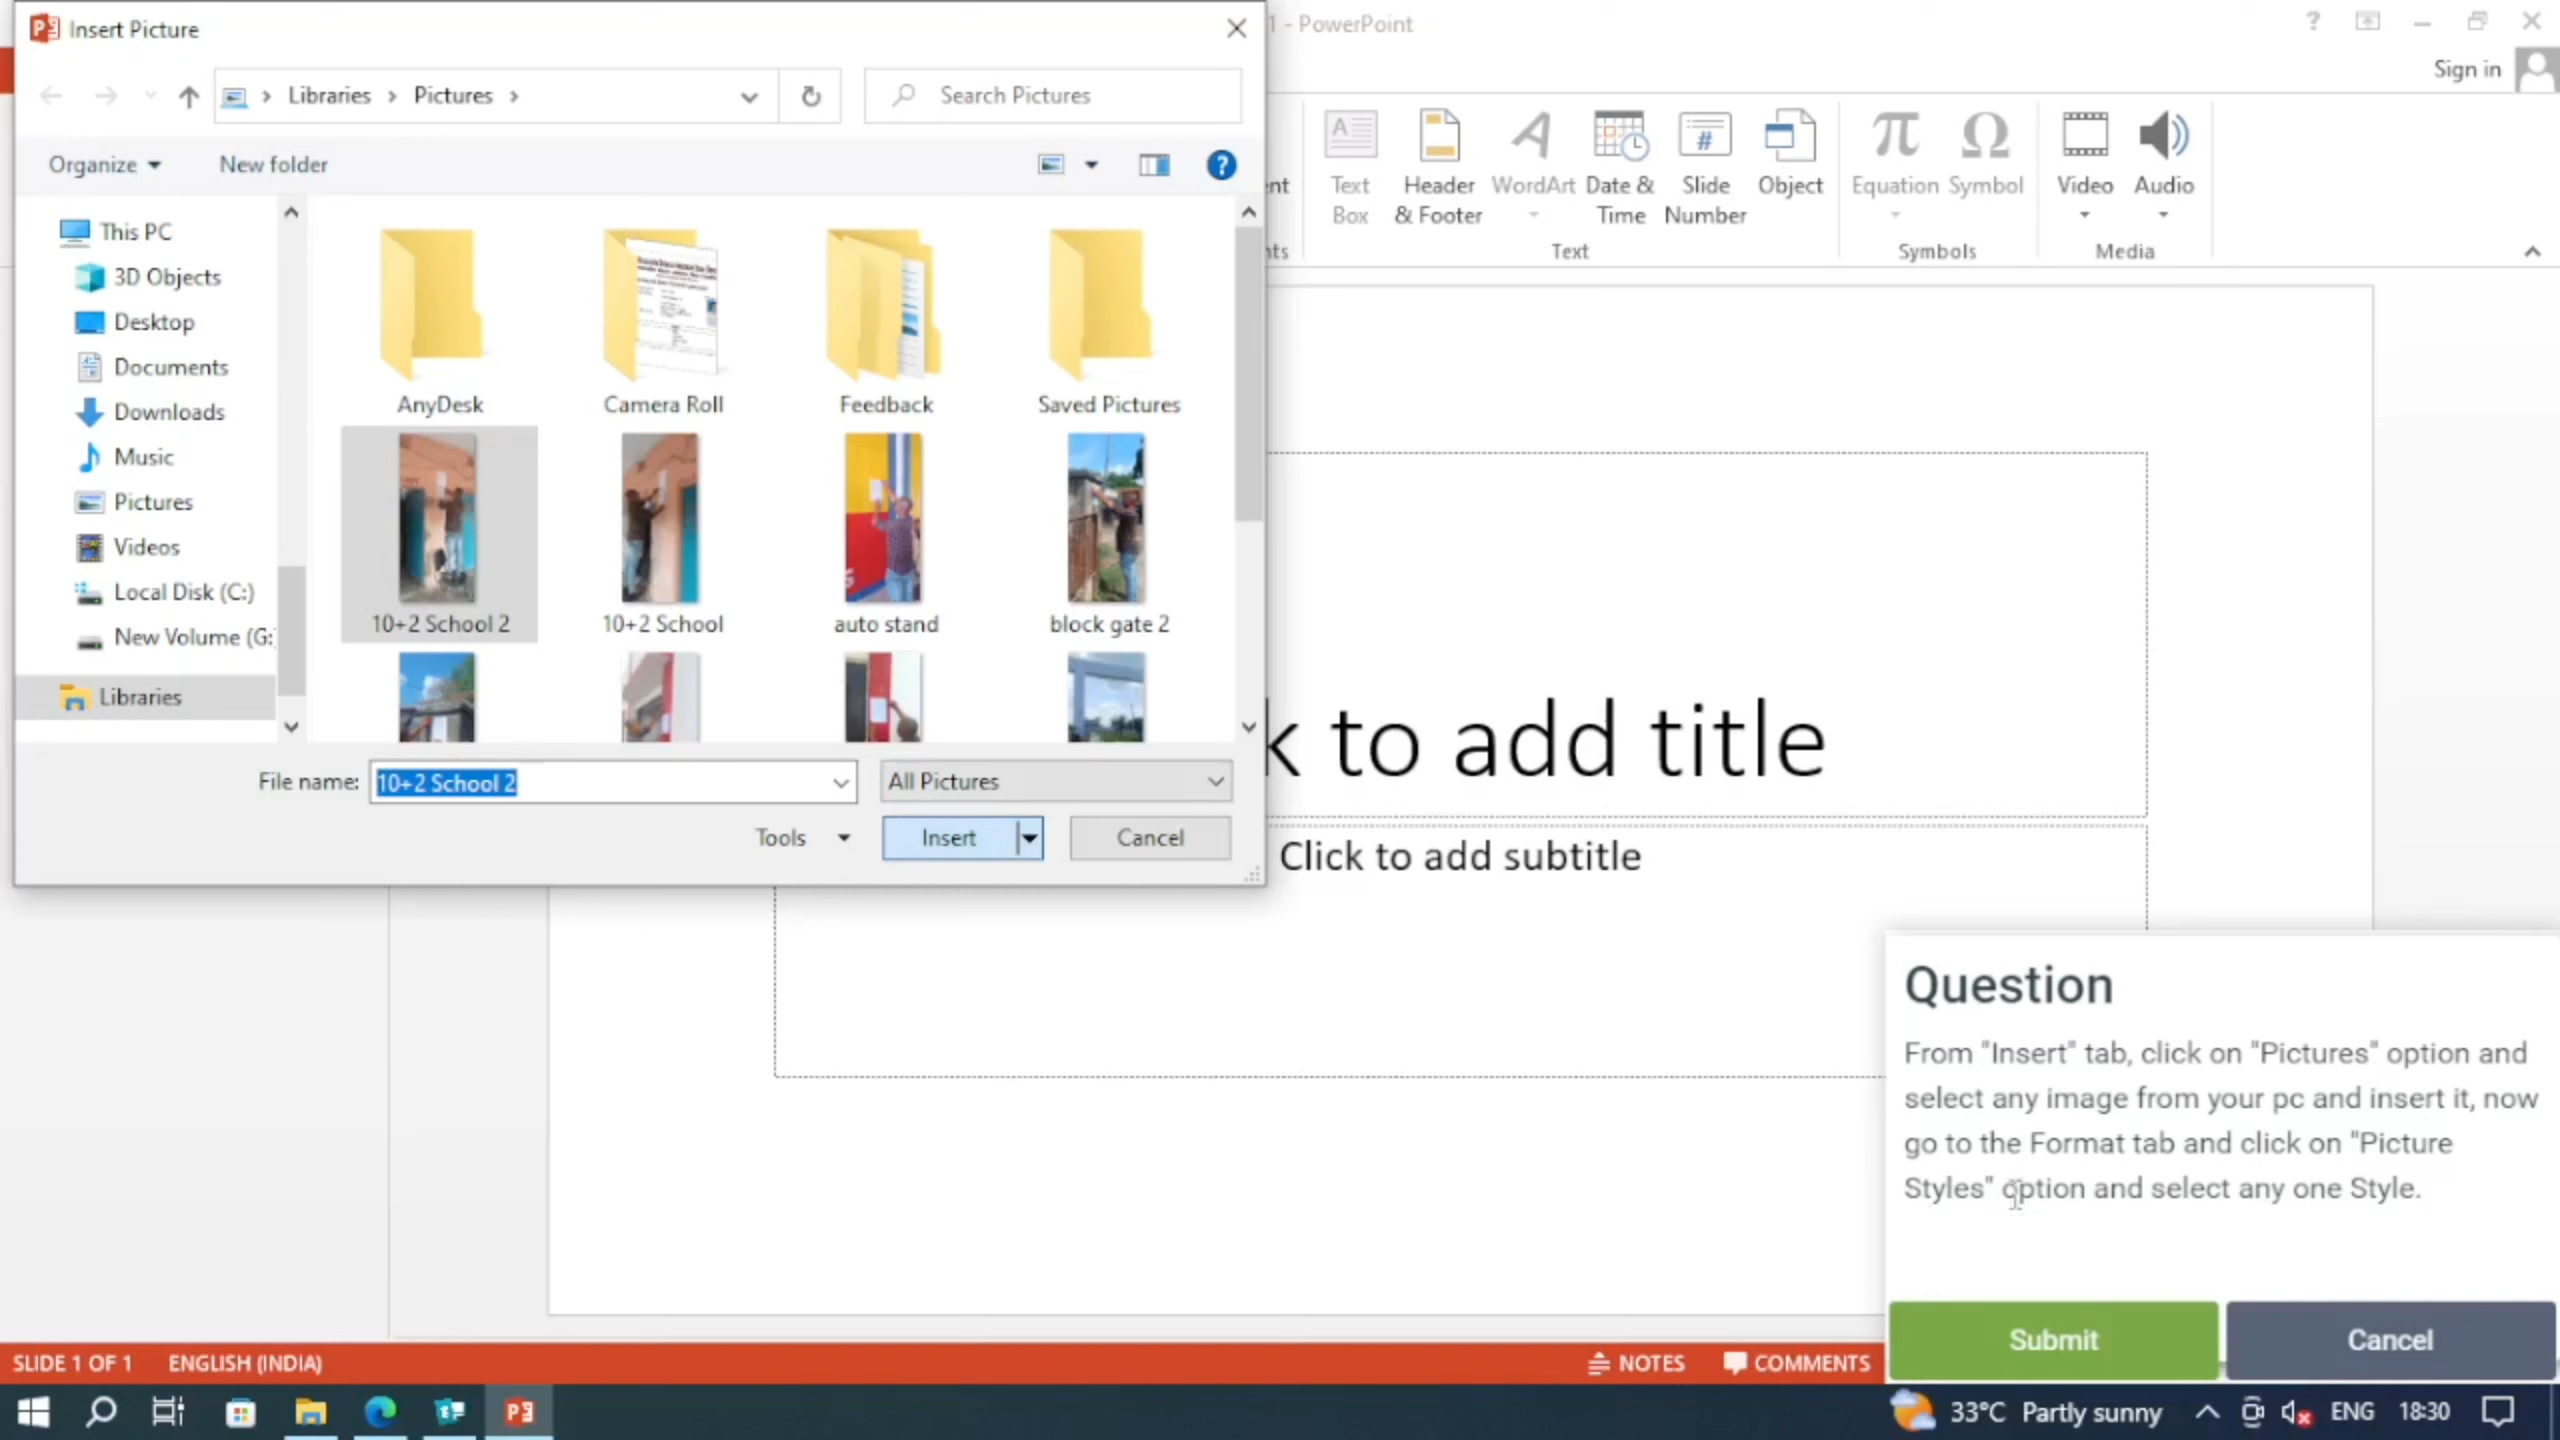 Insert Picture
1 - PowerPoint
Sign in
Libraries
Pictures
Search Pictures
Organize
New folder
Text Box
Header & Footer
WordArt
Date & Time
Slide Number
Object
Equation
Symbol
Video
Audio
nt
nts
Text
Symbols
Media
This PC
3D Objects
Desktop
Documents
Downloads
Music
Pictures
Videos
Local Disk (C:)
New Volume (G:
Libraries
AnyDesk
Camera Roll
Feedback
Saved Pictures
10+2 School 2
10+2 School
auto stand
block gate 2
File name:
10+2 School 2
All Pictures
Tools
Insert
Cancel
k to add title
Click to add subtitle
Question
From "Insert" tab, click on "Pictures" option and
select any image from your pc and insert it, now
go to the Format tab and click on "Picture
Styles" option and select any one Style.
Submit
Cancel
SLIDE 1 OF 1
ENGLISH (INDIA)
NOTES
COMMENTS
33°C Partly sunny
ENG
18:30